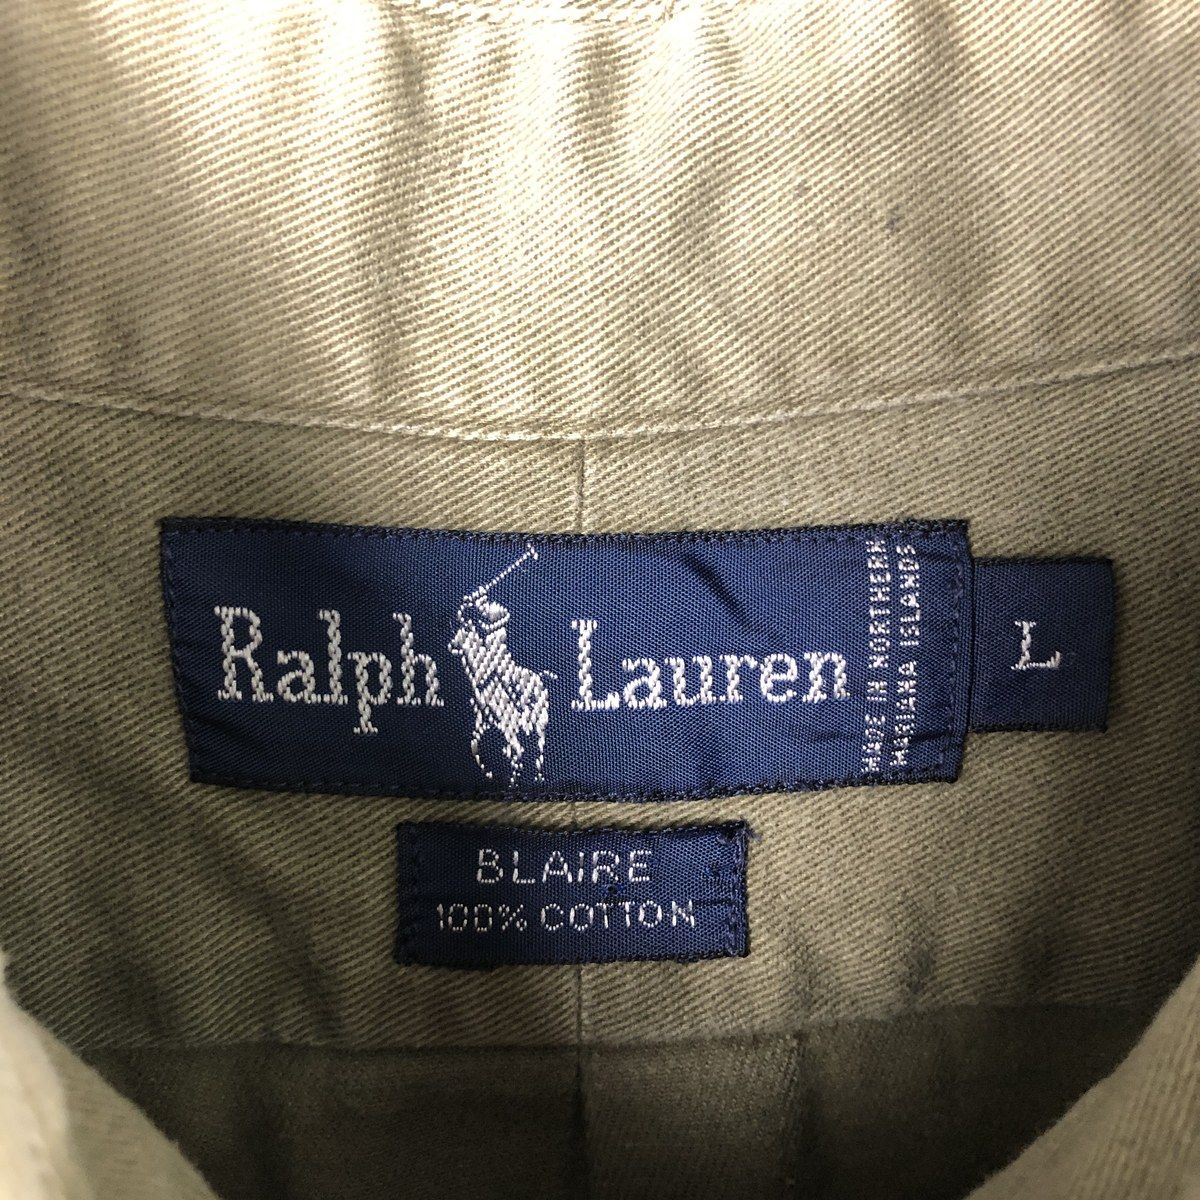 Ralph Lauren
MADE IN NORTHERN
MARIANA ISLANDS
L
BLAIRE
100% COTTON